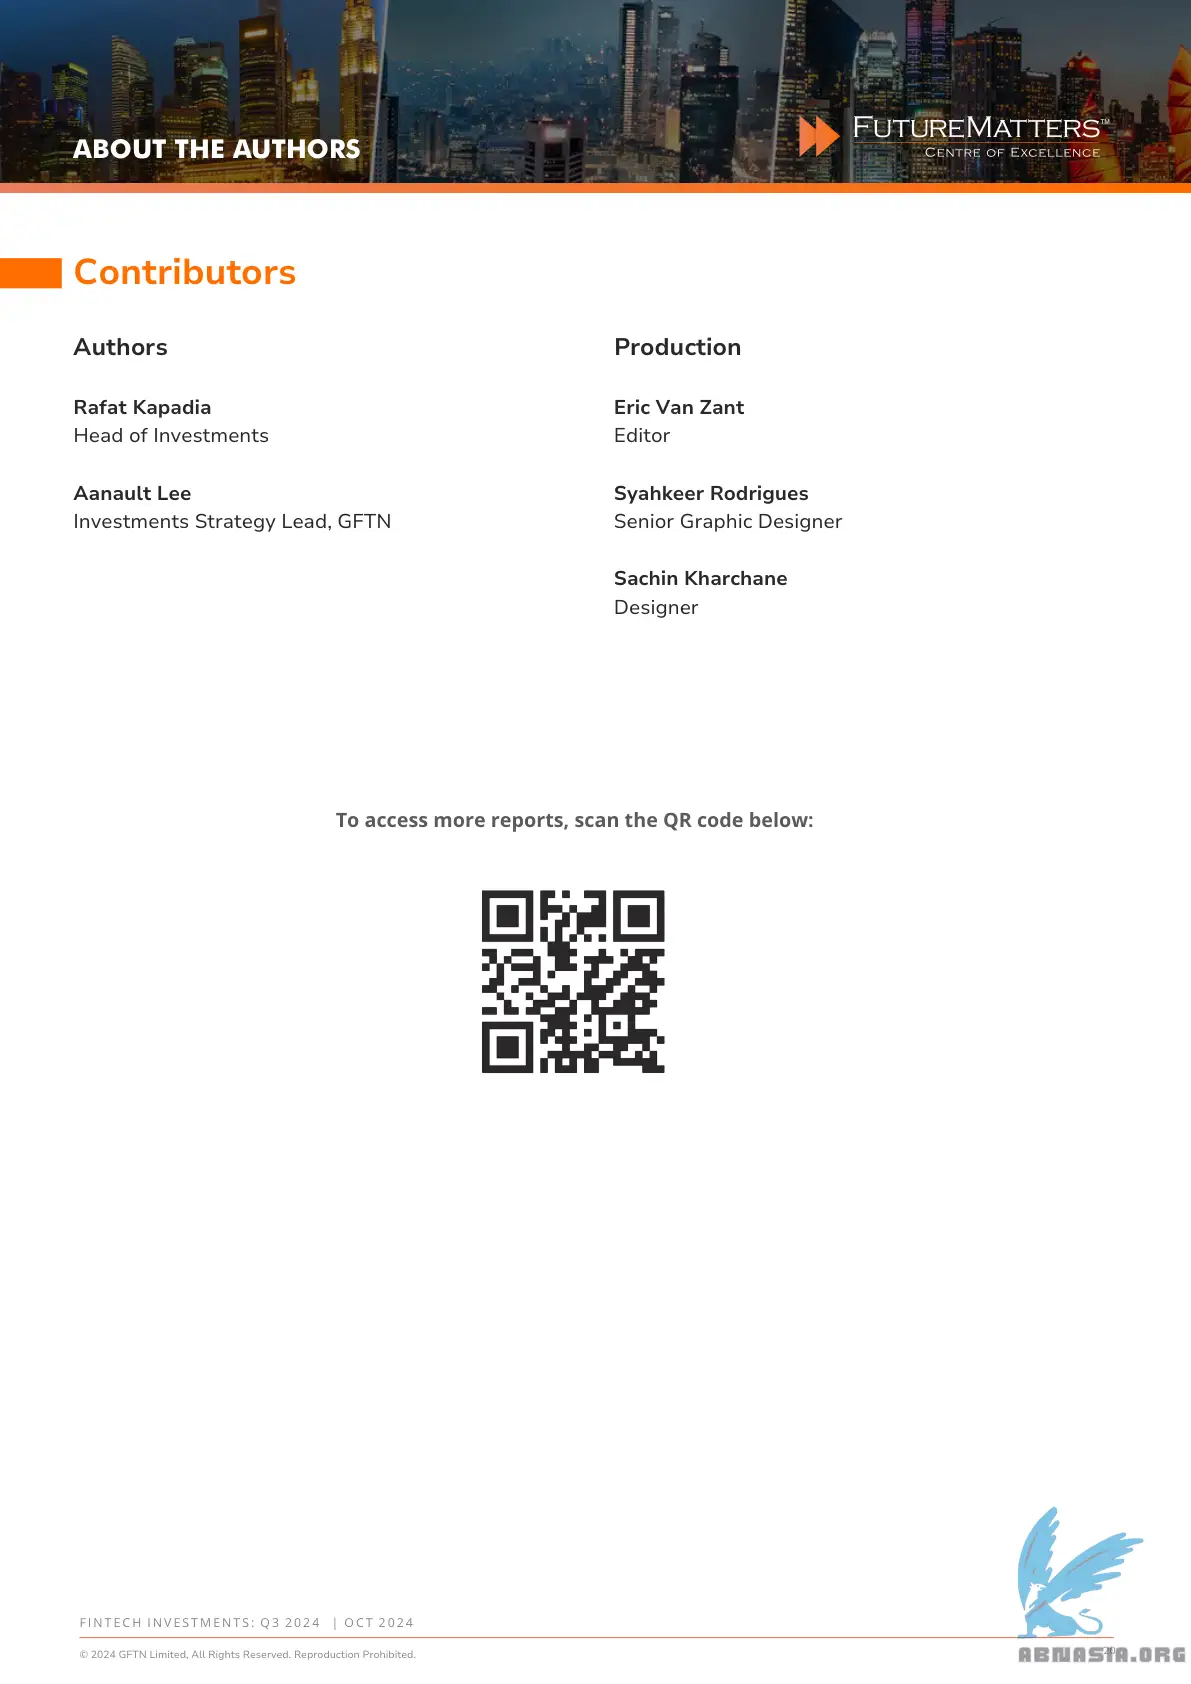 ABOUT THE AUTHORS
FUTUREMATTERS™
CENTRE OF EXCELLENCE
Contributors
Authors
Rafat Kapadia
Head of Investments
Aanault Lee
Investments Strategy Lead, GFTN
Production
Eric Van Zant
Editor
Syahkeer Rodrigues
Senior Graphic Designer
Sachin Kharchane
Designer
To access more reports, scan the QR code below:
FINTECH INVESTMENTS: Q3 2024 | OCT 2024
© 2024 GFTN Limited, All Rights Reserved. Reproduction Prohibited.
ABNASIA.ORG